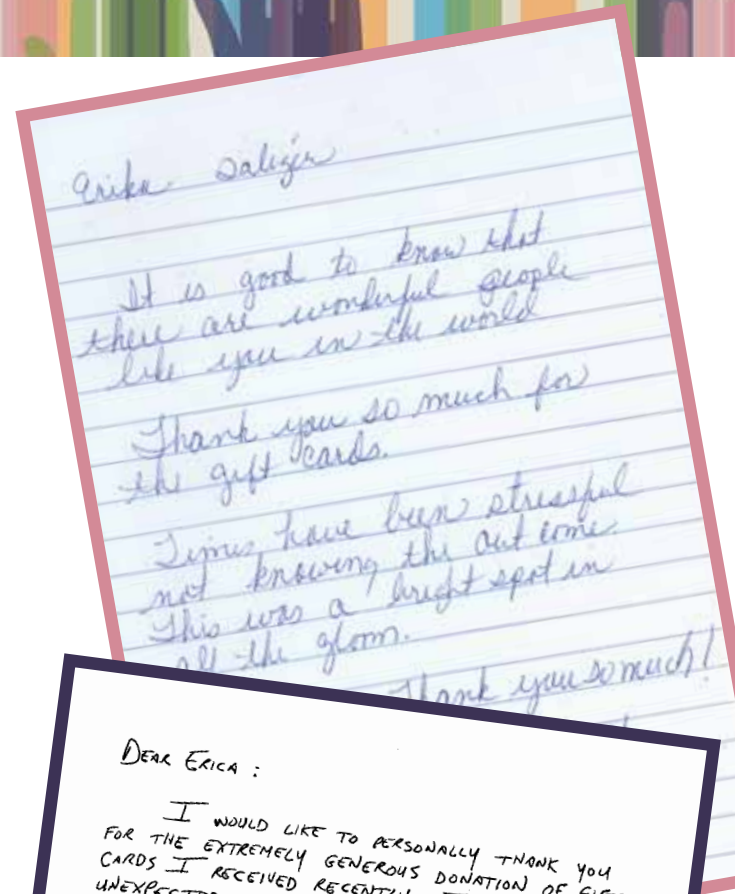 Erika Salizin
It is good to know that
there are wonderful people
like you in the world
Thank you so much for
the gift cards.
Times have been stressful
not knowing the outcome.
This was a bright spot in
all the gloom.
Thank you so much!
DEAR ERICA:
I WOULD LIKE TO PERSONALLY THANK YOU
FOR THE EXTREMELY GENEROUS DONATION OF
CARDS I RECEIVED RECENTLY.